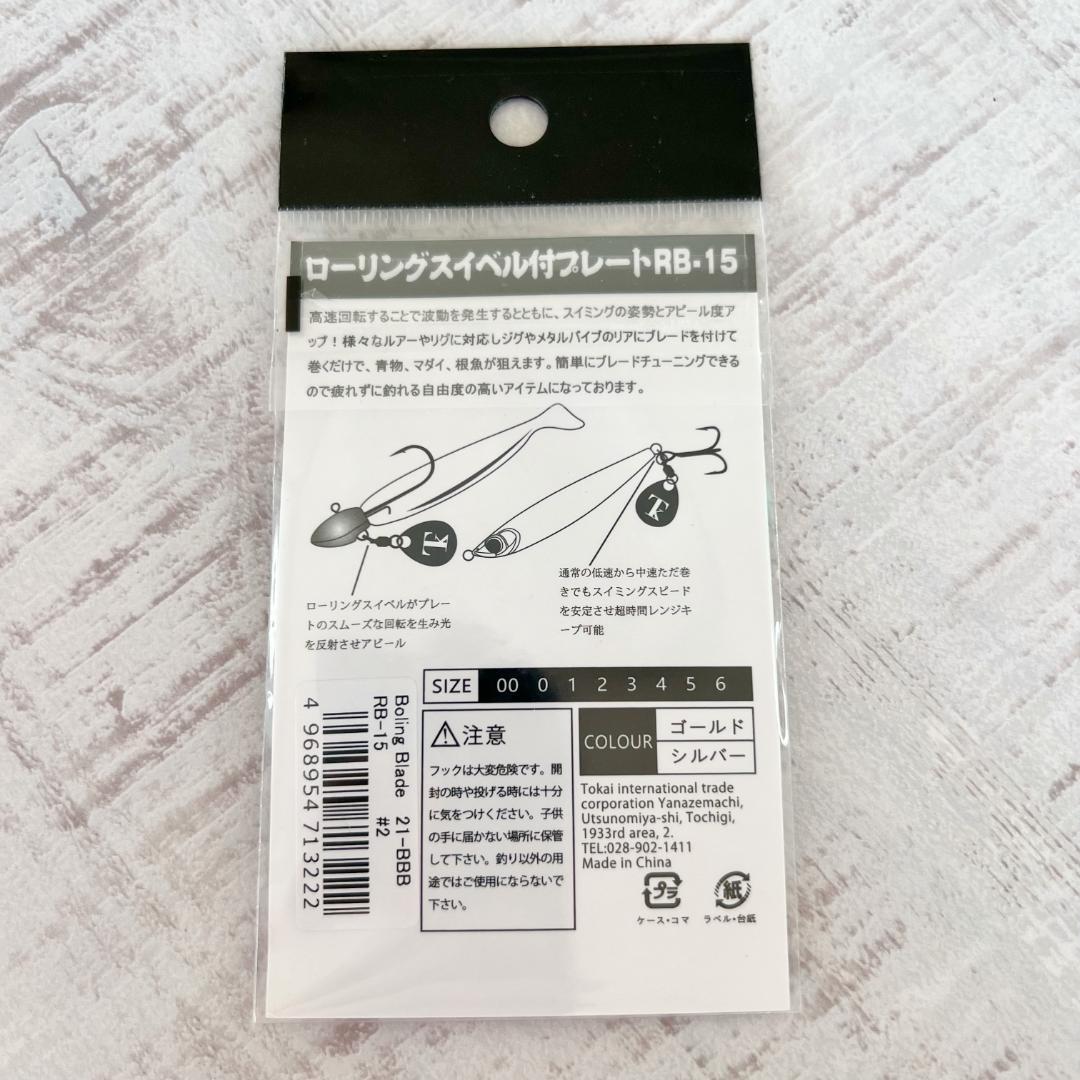 ローリングスイベル付プレートRB-15
高速回転することで波動を発生するとともに、スイミングの姿勢とアピール度ア
ップ！様々なルアーやリグに対応しジグやメタルバイブのリアにブレードを付けて
巻くだけで、青物、マダイ、根魚が狙えます。簡単にブレードチューニングできる
ので疲れずに釣れる自由度の高いアイテムになっております。
TK
TK
ローリングスイベルがプレー
トのスムーズな回転を生み光
を反射させアピール
通常の低速から中速ただ巻
きでもスイミングスピード
を安定させ超時間レンジキ
ープ可能
SIZE 00 0 1 2 3 4 5 6
Boling Blade 21-BBB
RB-15 #2
4 968954 713222
⚠注意
フックは大変危険です。開
封の時や投げる時には十分
に気をつけください。子供
の手に届かない場所に保管
して下さい。釣り以外の用
途ではご使用にならないで
下さい。
COLOUR ゴールド
シルバー
Tokai international trade
corporation Yanazemachi,
Utsunomiya-shi, Tochigi,
1933rd area, 2.
TEL:028-902-1411
Made in China
プラ 紙
ケース・コマ ラベル・台紙